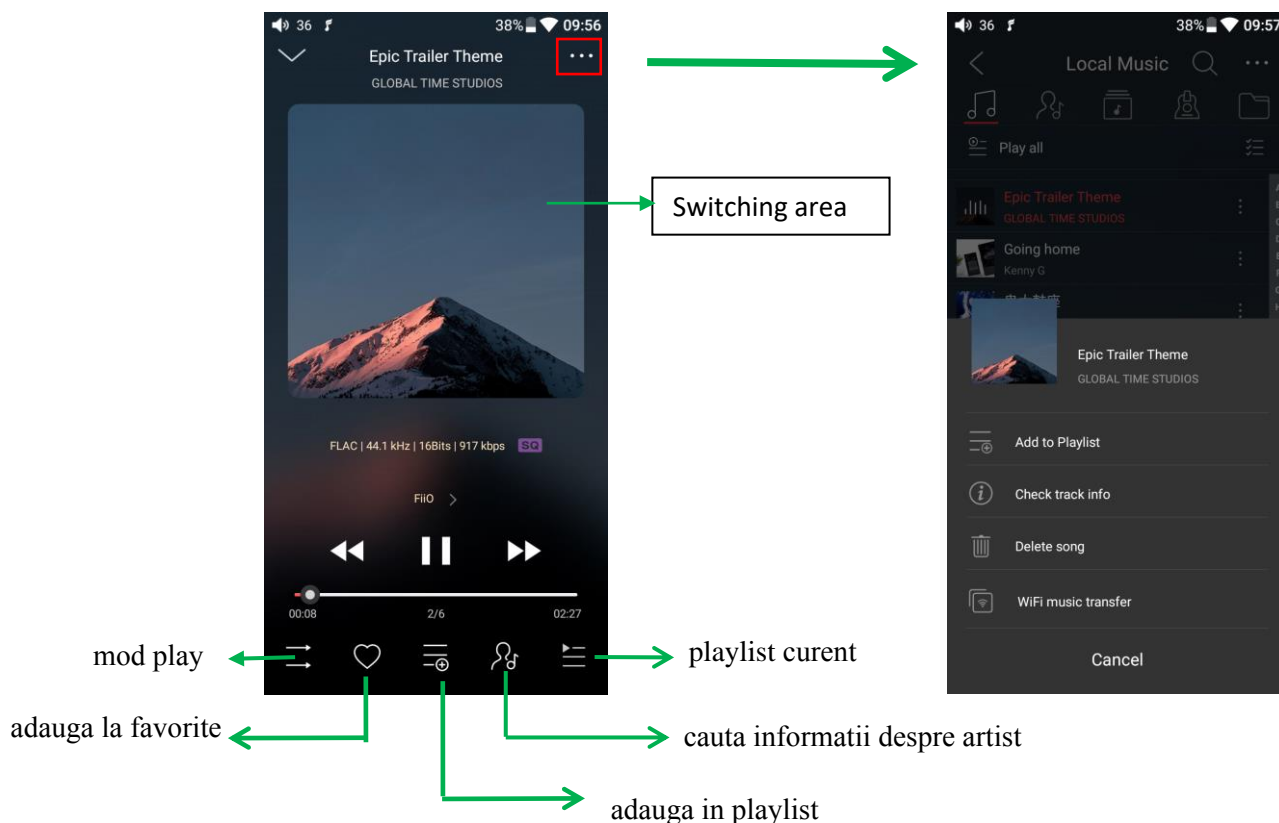 36
38%
09:56
Epic Trailer Theme
GLOBAL TIME STUDIOS
Switching area
FLAC | 44.1 kHz | 16Bits | 917 kbps SQ
FiiO
00:08
2/6
02:27
mod play
playlist curent
adauga la favorite
cauta informatii despre artist
adauga in playlist
36
38%
09:57
Local Music
Play all
Epic Trailer Theme
GLOBAL TIME STUDIOS
Going home
Kenny G
Epic Trailer Theme
GLOBAL TIME STUDIOS
Add to Playlist
Check track info
Delete song
WiFi music transfer
Cancel